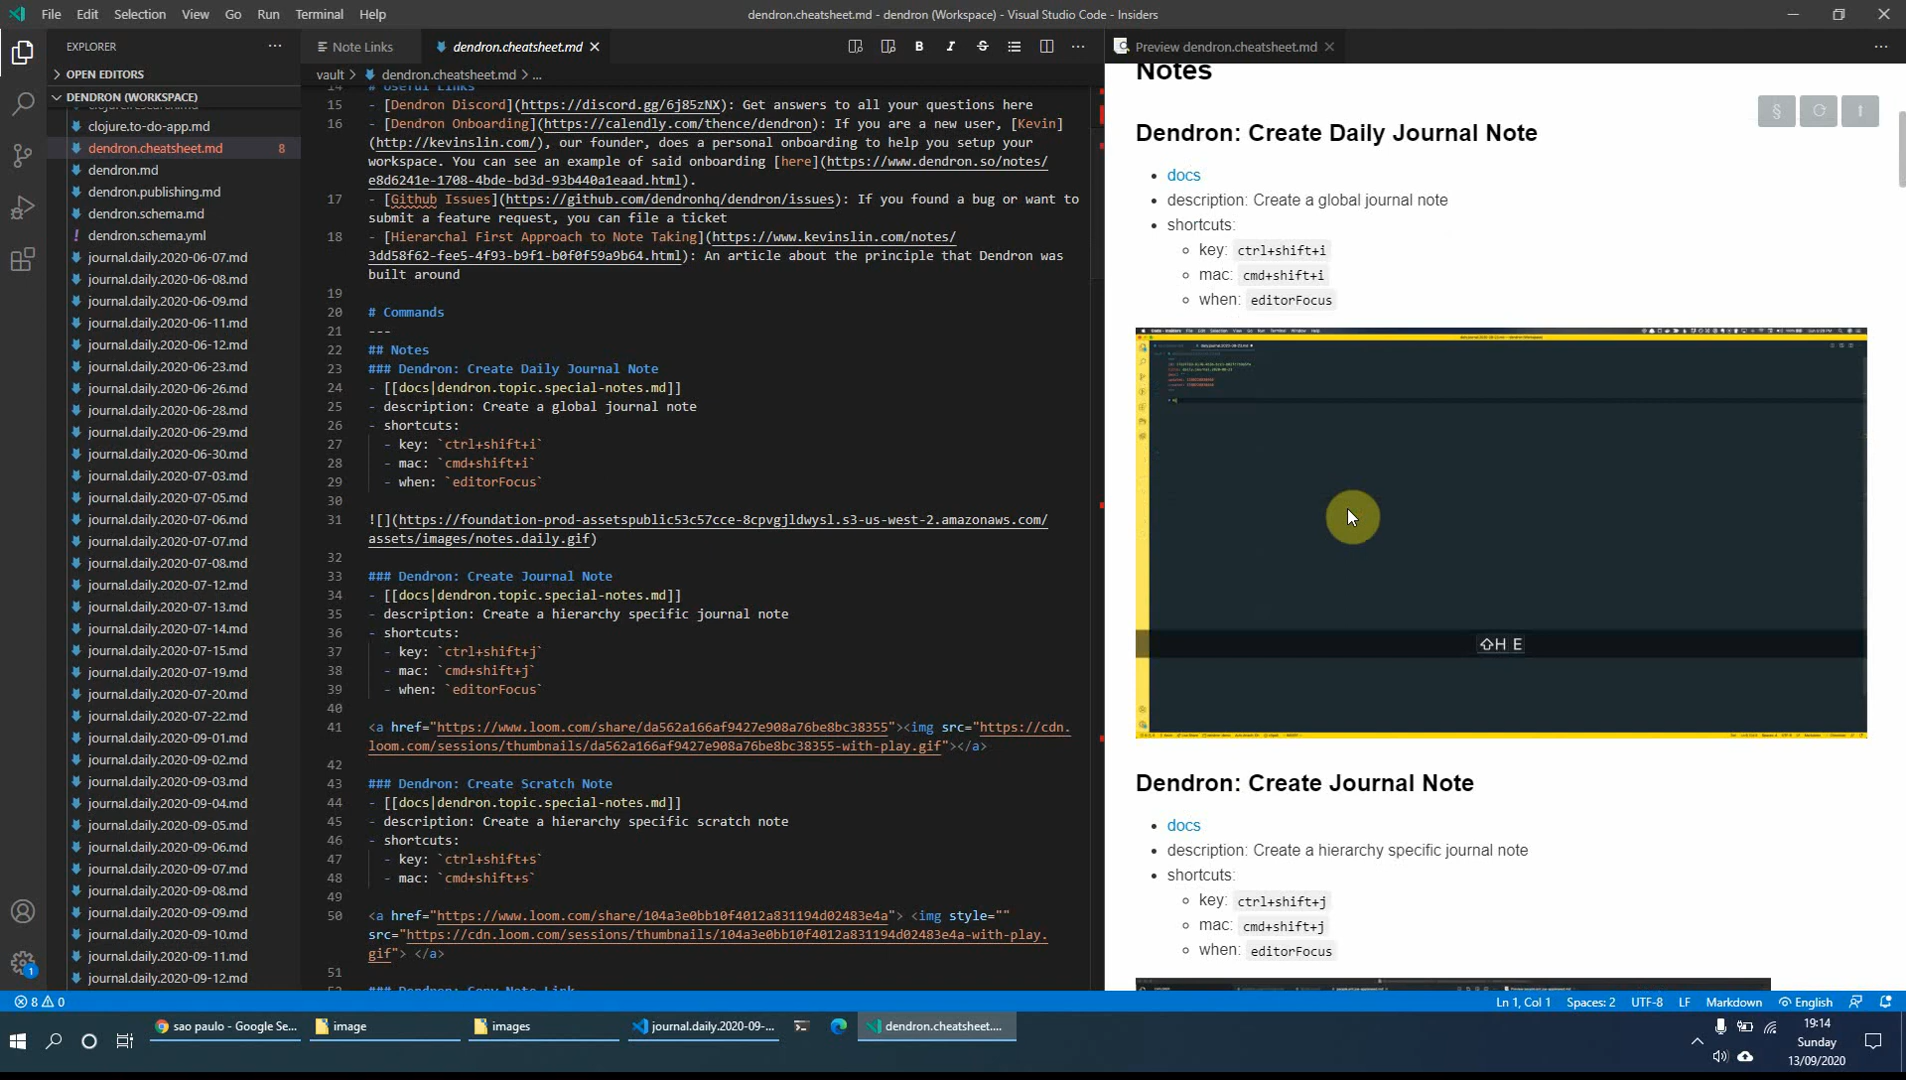 File Edit Selection View Go Run Terminal Help
dendron.cheatsheet.md - dendron (Workspace) - Visual Studio Code - Insiders
EXPLORER
OPEN EDITORS
DENDRON (WORKSPACE)
clojure.to-do-app.md
dendron.cheatsheet.md 8
dendron.md
dendron.publishing.md
dendron.schema.md
! dendron.schema.yml
journal.daily.2020-06-07.md
journal.daily.2020-06-08.md
journal.daily.2020-06-09.md
journal.daily.2020-06-11.md
journal.daily.2020-06-12.md
journal.daily.2020-06-23.md
journal.daily.2020-06-26.md
journal.daily.2020-06-28.md
journal.daily.2020-06-29.md
journal.daily.2020-06-30.md
journal.daily.2020-07-03.md
journal.daily.2020-07-05.md
journal.daily.2020-07-06.md
journal.daily.2020-07-07.md
journal.daily.2020-07-08.md
journal.daily.2020-07-12.md
journal.daily.2020-07-13.md
journal.daily.2020-07-14.md
journal.daily.2020-07-15.md
journal.daily.2020-07-19.md
journal.daily.2020-07-20.md
journal.daily.2020-07-22.md
journal.daily.2020-09-01.md
journal.daily.2020-09-02.md
journal.daily.2020-09-03.md
journal.daily.2020-09-04.md
journal.daily.2020-09-05.md
journal.daily.2020-09-06.md
journal.daily.2020-09-07.md
journal.daily.2020-09-08.md
journal.daily.2020-09-09.md
journal.daily.2020-09-10.md
journal.daily.2020-09-11.md
journal.daily.2020-09-12.md
Note Links
dendron.cheatsheet.md
vault > dendron.cheatsheet.md > ...
14 # Useful Links
15 - [Dendron Discord](https://discord.gg/6j85zNX): Get answers to all your questions here
16 - [Dendron Onboarding](https://calendly.com/thence/dendron): If you are a new user, [Kevin]
(http://kevinslin.com/), our founder, does a personal onboarding to help you setup your
workspace. You can see an example of said onboarding [here](https://www.dendron.so/notes/
e8d6241e-1708-4bde-bd3d-93b440a1eaad.html).
17 - [Github Issues](https://github.com/dendronhq/dendron/issues): If you found a bug or want to
submit a feature request, you can file a ticket
18 - [Hierarchal First Approach to Note Taking](https://www.kevinslin.com/notes/
3dd58f62-fee5-4f93-b9f1-b0f0f59a9b64.html): An article about the principle that Dendron was
built around
19
20 # Commands
21 ---
22 ## Notes
23 ### Dendron: Create Daily Journal Note
24 - [[docs|dendron.topic.special-notes.md]]
25 - description: Create a global journal note
26 - shortcuts:
27 - key: `ctrl+shift+i`
28 - mac: `cmd+shift+i`
29 - when: `editorFocus`
30
31 ![](https://foundation-prod-assetspublic53c57cce-8cpvgjldwysl.s3-us-west-2.amazonaws.com/
assets/images/notes.daily.gif)
32
33 ### Dendron: Create Journal Note
34 - [[docs|dendron.topic.special-notes.md]]
35 - description: Create a hierarchy specific journal note
36 - shortcuts:
37 - key: `ctrl+shift+j`
38 - mac: `cmd+shift+j`
39 - when: `editorFocus`
40
41 <a href="https://www.loom.com/share/da562a166af9427e908a76be8bc38355"><img src="https://cdn.
loom.com/sessions/thumbnails/da562a166af9427e908a76be8bc38355-with-play.gif"></a>
42
43 ### Dendron: Create Scratch Note
44 - [[docs|dendron.topic.special-notes.md]]
45 - description: Create a hierarchy specific scratch note
46 - shortcuts:
47 - key: `ctrl+shift+s`
48 - mac: `cmd+shift+s`
49
50 <a href="https://www.loom.com/share/104a3e0bb10f4012a831194d02483e4a"> <img style=""
src="https://cdn.loom.com/sessions/thumbnails/104a3e0bb10f4012a831194d02483e4a-with-play.
gif"> </a>
51
Preview dendron.cheatsheet.md
Notes
Dendron: Create Daily Journal Note
docs
description: Create a global journal note
shortcuts:
key: ctrl+shift+i
mac: cmd+shift+i
when: editorFocus
⇧H E
Dendron: Create Journal Note
docs
description: Create a hierarchy specific journal note
shortcuts:
key: ctrl+shift+j
mac: cmd+shift+j
when: editorFocus
1
8 0
Ln 1, Col 1 Spaces: 2 UTF-8 LF Markdown English
sao paulo - Google Se...
image
images
journal.daily.2020-09-...
dendron.cheatsheet....
19:14
Sunday
13/09/2020